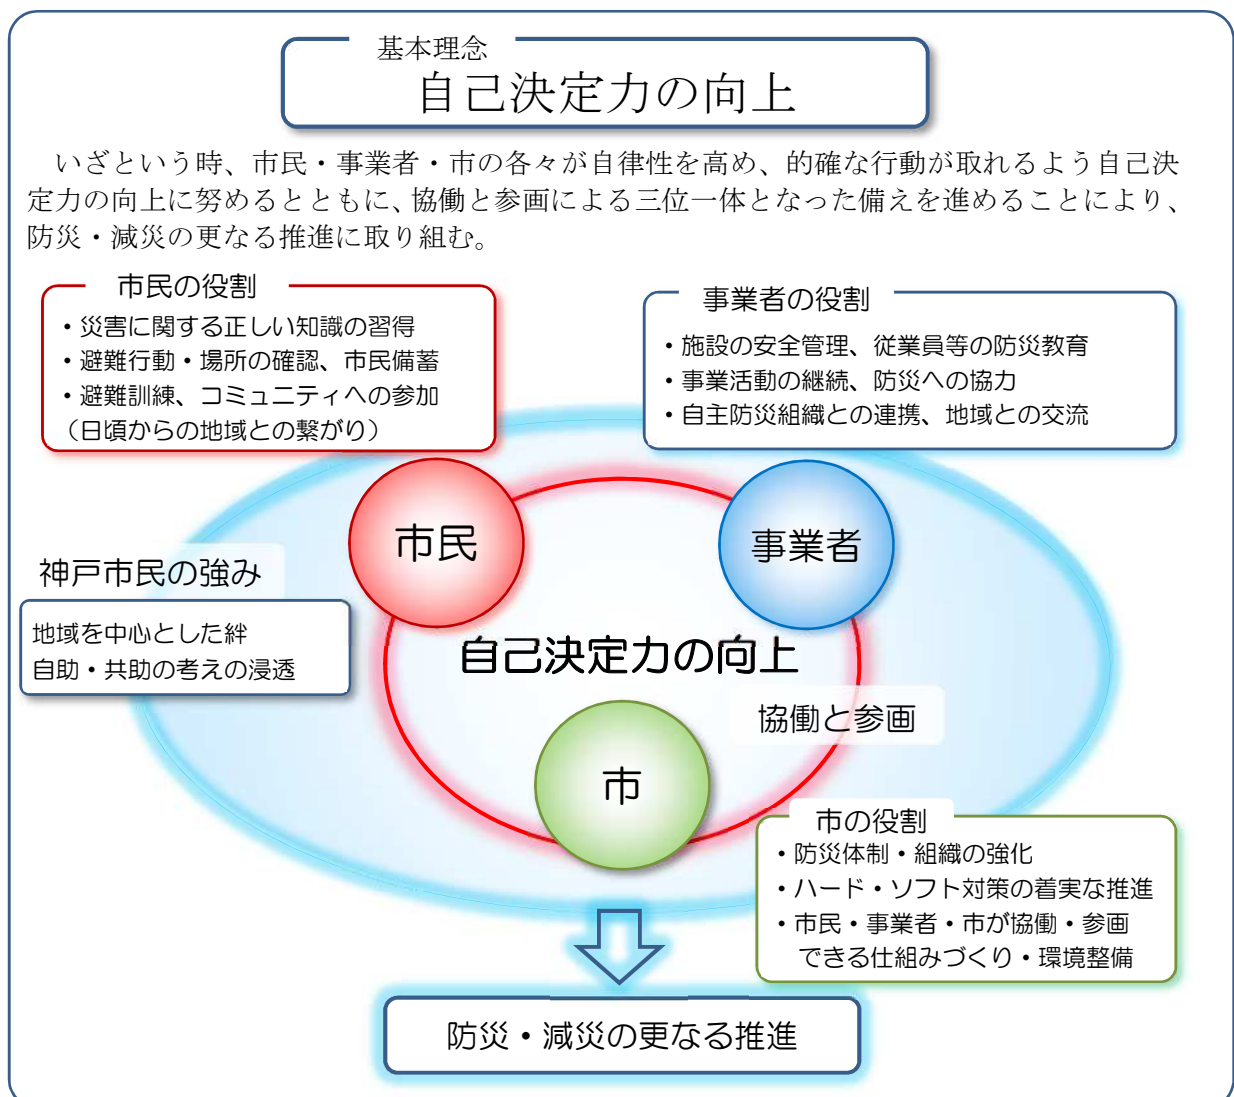 基本理念
自己決定力の向上
いざという時、市民・事業者・市の各々が自律性を高め、的確な行動が取れるよう自己決
定力の向上に努めるとともに、協働と参画による三位一体となった備えを進めることにより、
防災・減災の更なる推進に取り組む。
市民の役割
・災害に関する正しい知識の習得
・避難行動・場所の確認、市民備蓄
・避難訓練、コミュニティへの参加
（日頃からの地域との繋がり）
事業者の役割
・施設の安全管理、従業員等の防災教育
・事業活動の継続、防災への協力
・自主防災組織との連携、地域との交流
市民
事業者
神戸市民の強み
地域を中心とした絆
自助・共助の考えの浸透
自己決定力の向上
協働と参画
市
市の役割
・防災体制・組織の強化
・ハード・ソフト対策の着実な推進
・市民・事業者・市が協働・参画
できる仕組みづくり・環境整備
防災・減災の更なる推進